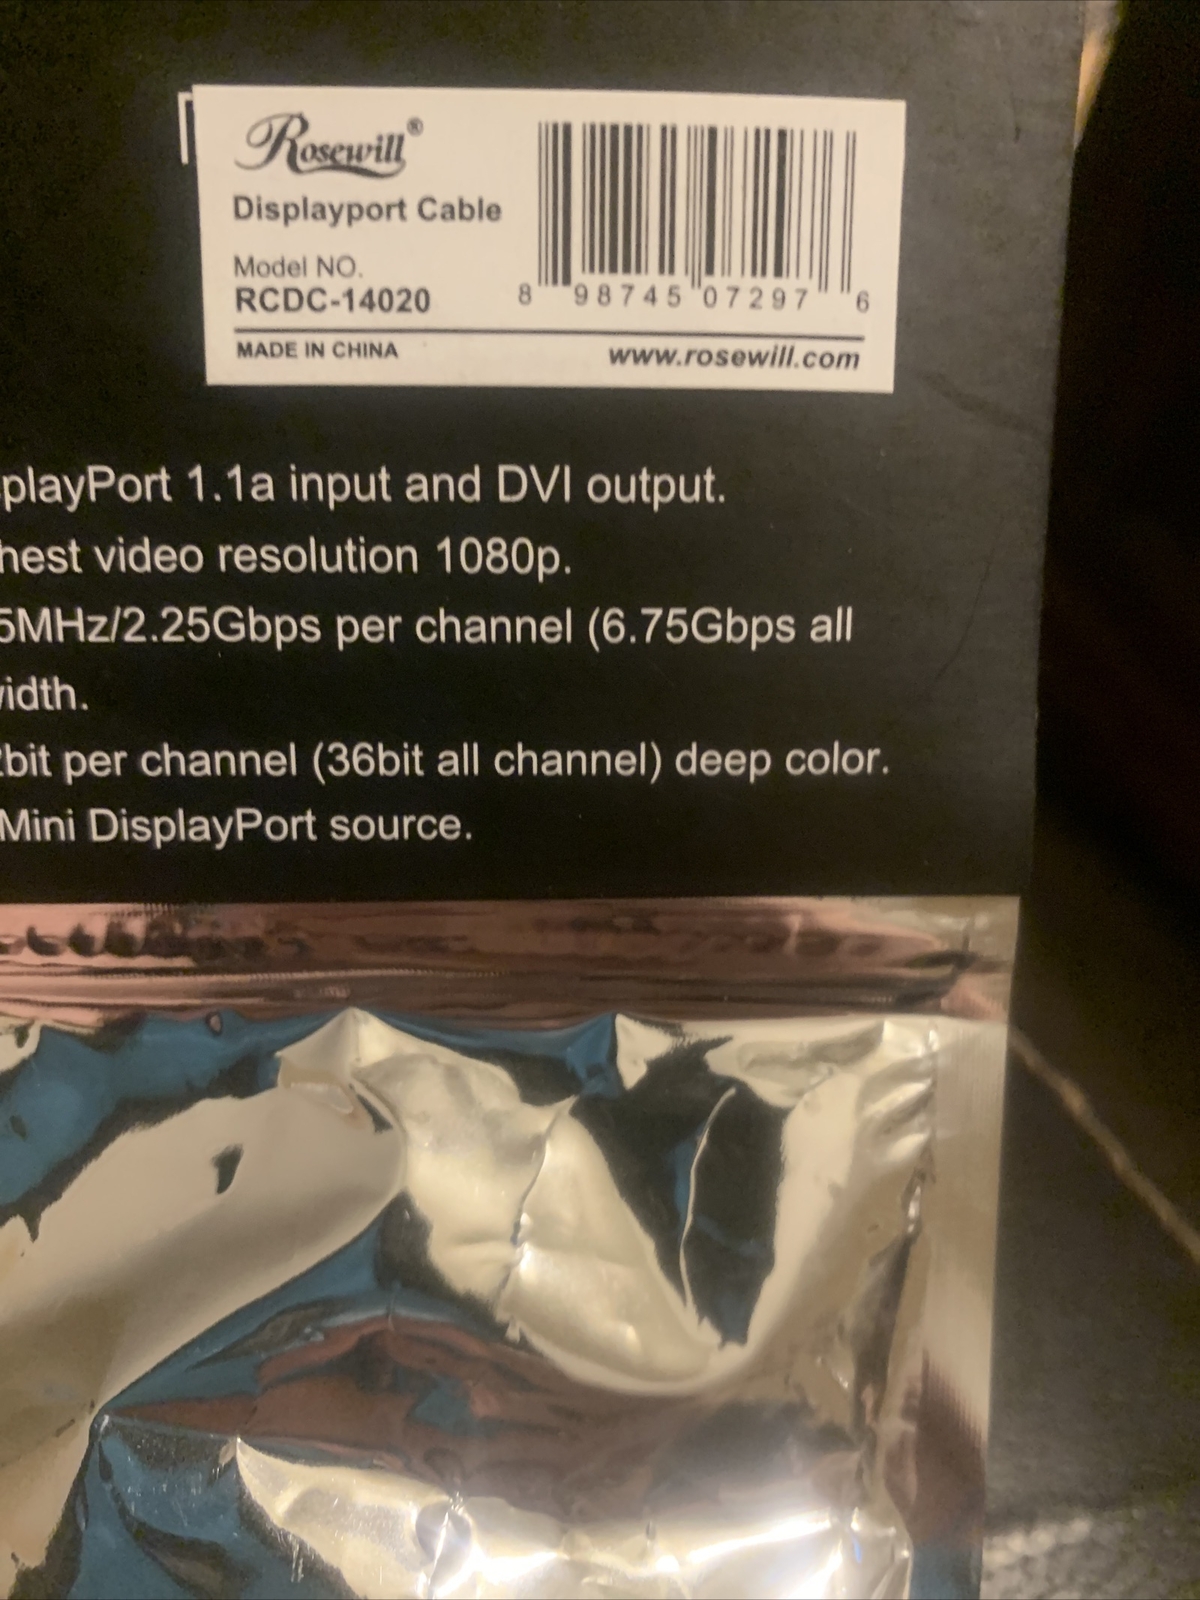 Rosewill®
Displayport Cable
Model NO.
RCDC-14020
8 98745 07297 6
MADE IN CHINA
www.rosewill.com
playPort 1.1a input and DVI output.
hest video resolution 1080p.
5MHz/2.25Gbps per channel (6.75Gbps all
idth.
bit per channel (36bit all channel) deep color.
Mini DisplayPort source.